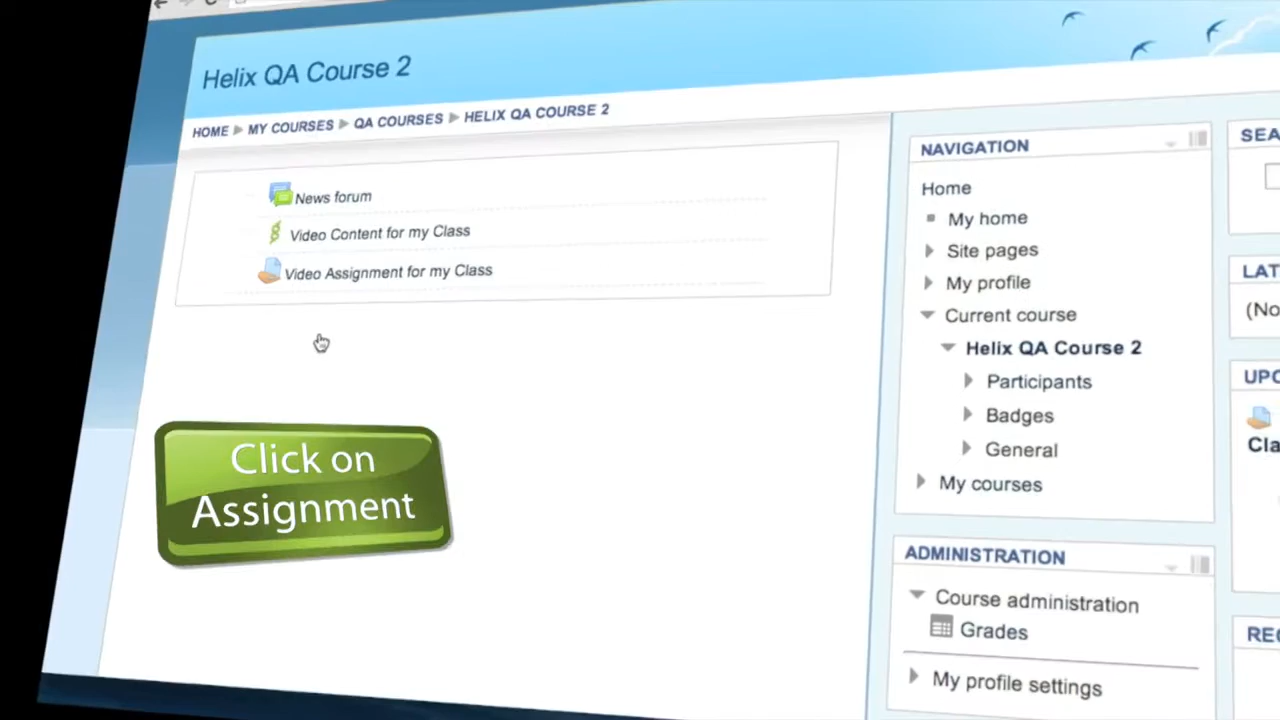 Helix QA Course 2
HOME MY COURSES QA COURSES HELIX QA COURSE 2
News forum
Video Content for my Class
Video Assignment for my Class
Click on
Assignment
NAVIGATION
Home
My home
Site pages
My profile
Current course
Helix QA Course 2
Participants
Badges
General
My courses
ADMINISTRATION
Course administration
Grades
My profile settings
SEA
LAT
(No
UPC
Cla
REC